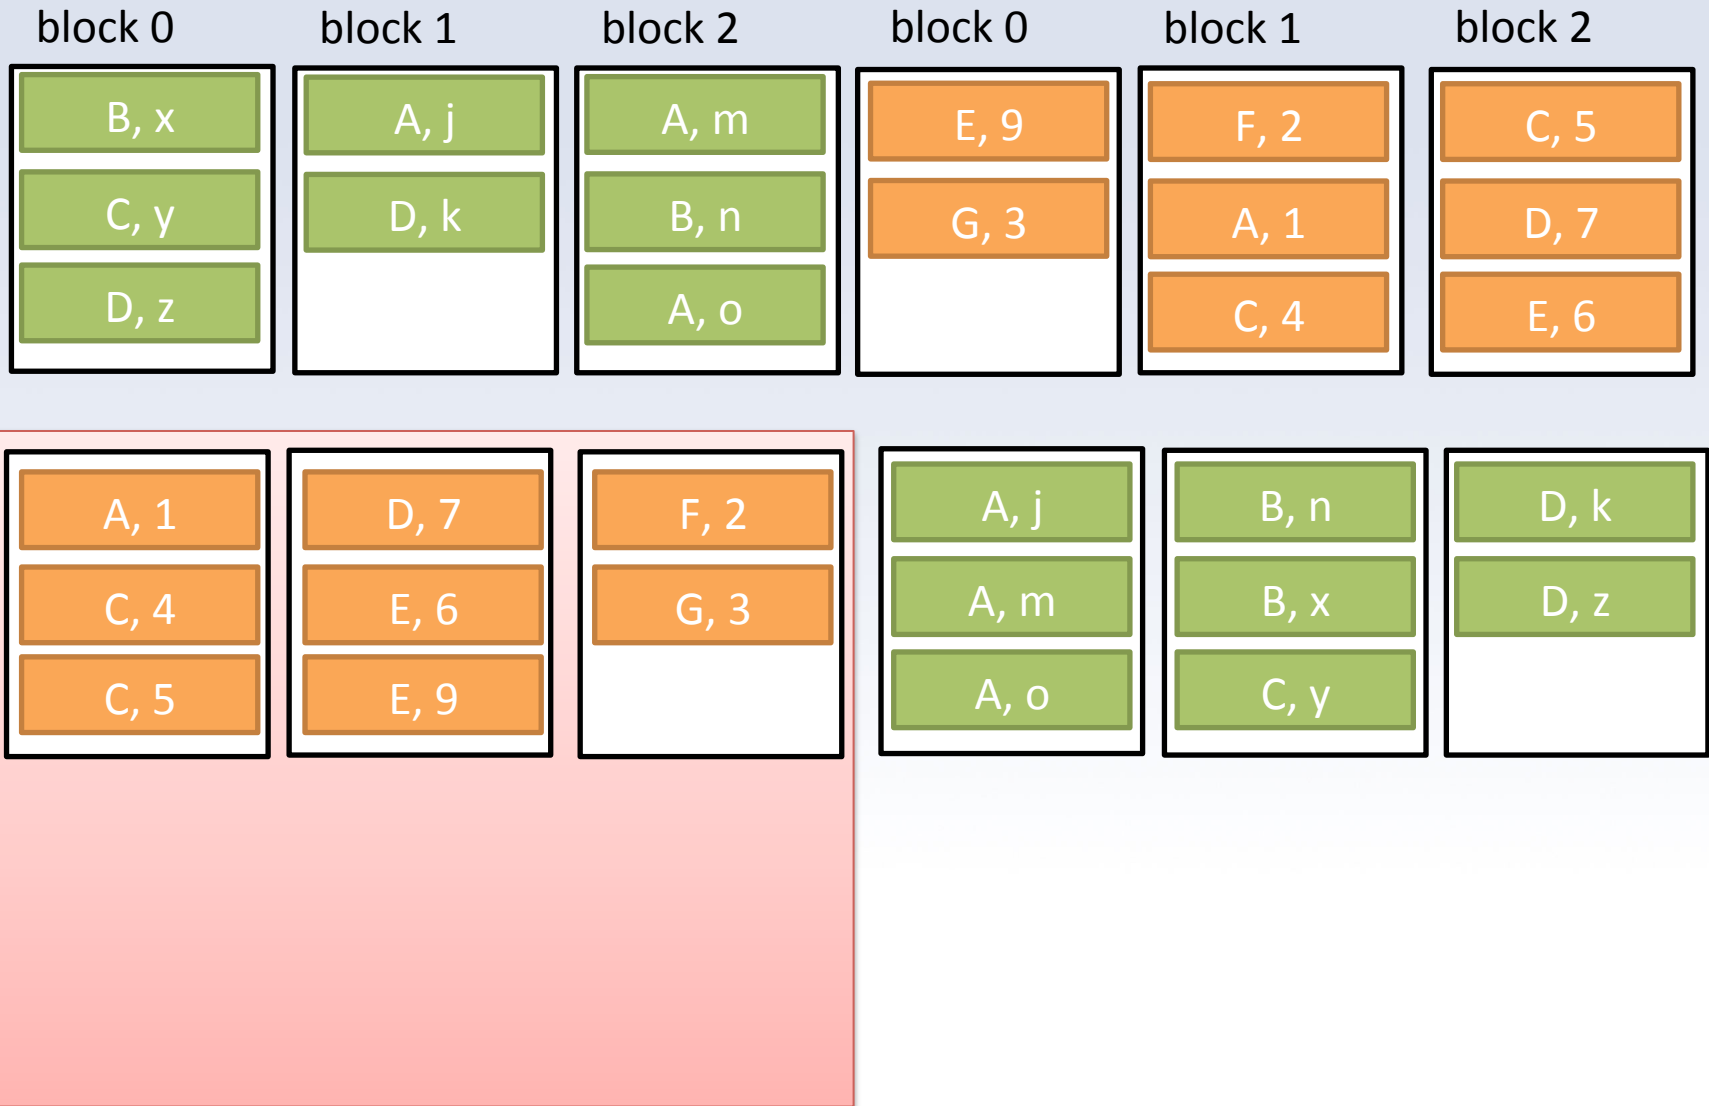 block 0
block 1
block 2
block 0
block 1
block 2
B, x
C, y
D, z
A, j
D, k
A, m
B, n
A, o
E, 9
G, 3
F, 2
A, 1
C, 4
C, 5
D, 7
E, 6
A, 1
C, 4
C, 5
D, 7
E, 6
E, 9
F, 2
G, 3
A, j
A, m
A, o
B, n
B, x
C, y
D, k
D, z